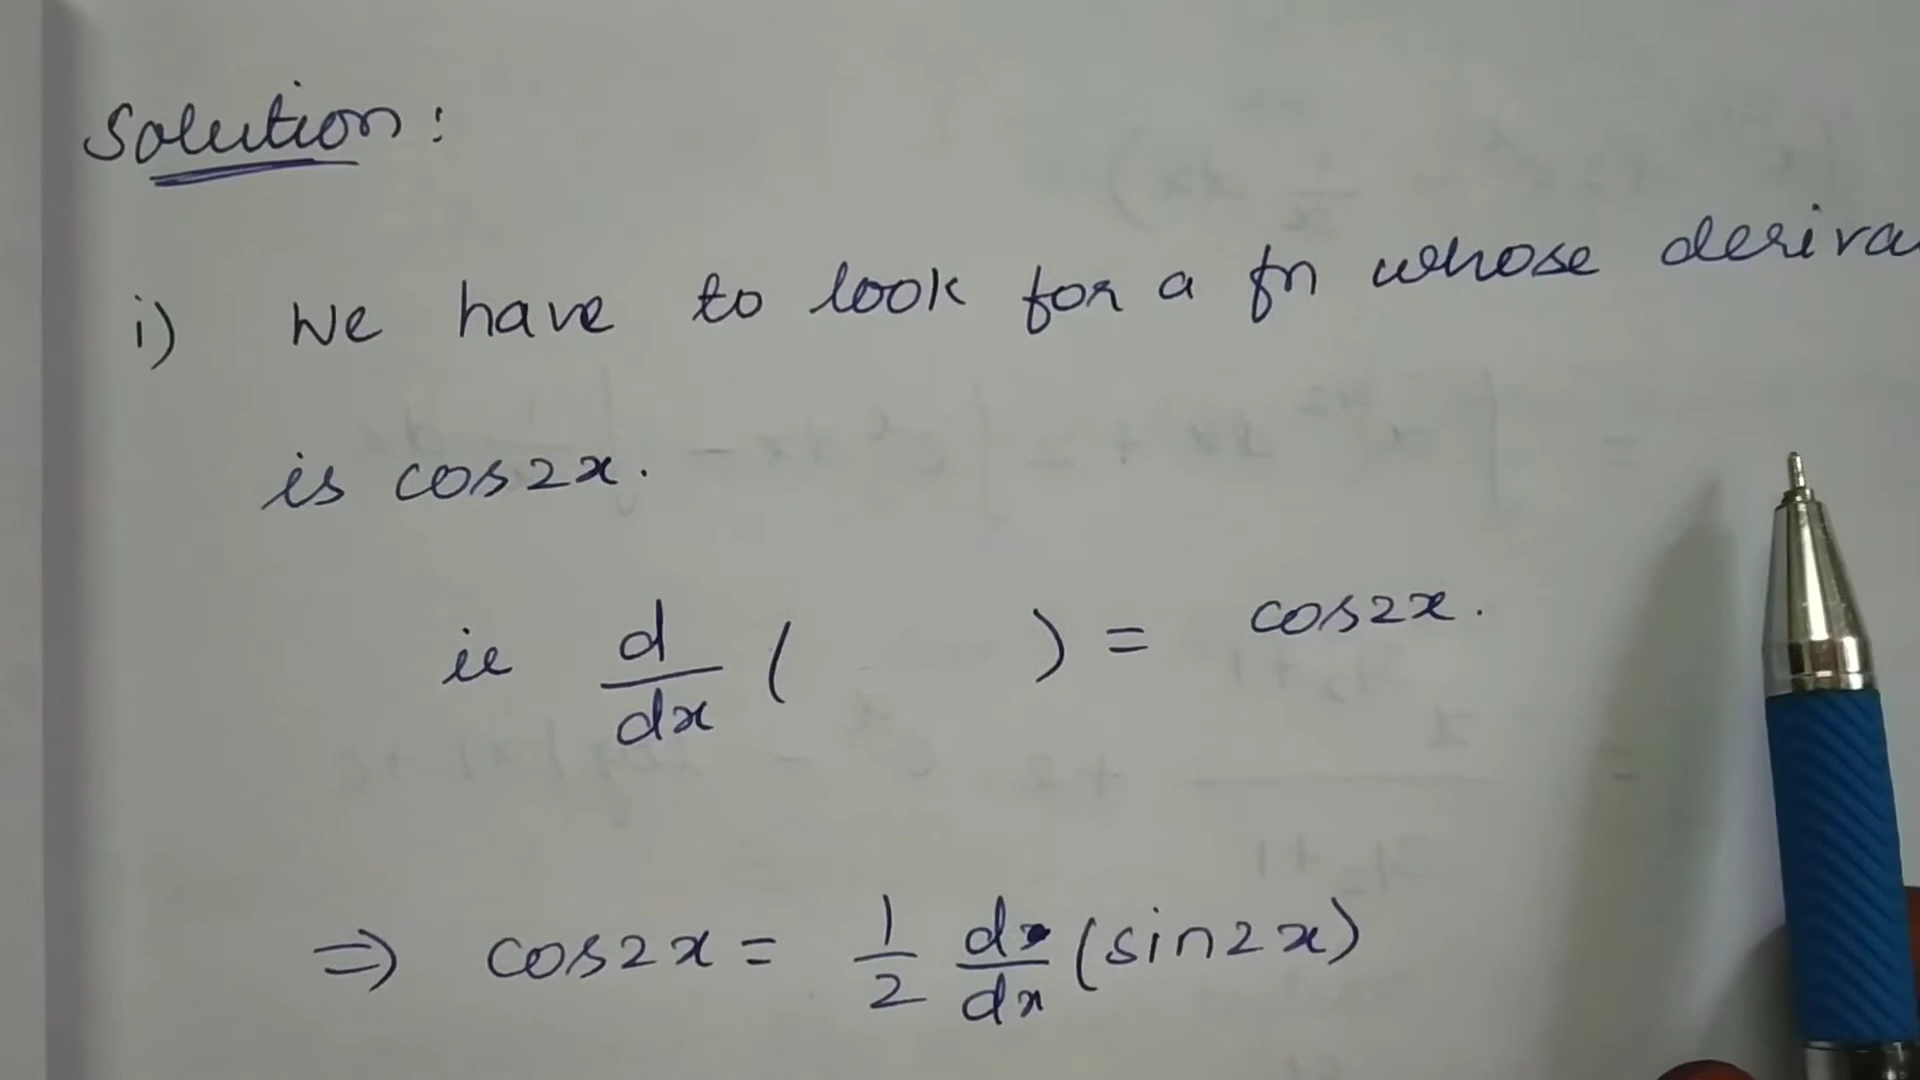 Solution:
i) We have to look for a fn whose deriva
is cos2x.
ie d/dx ( ) = cos2x.
⇒ cos2x = 1/2 d/dx (sin2x)